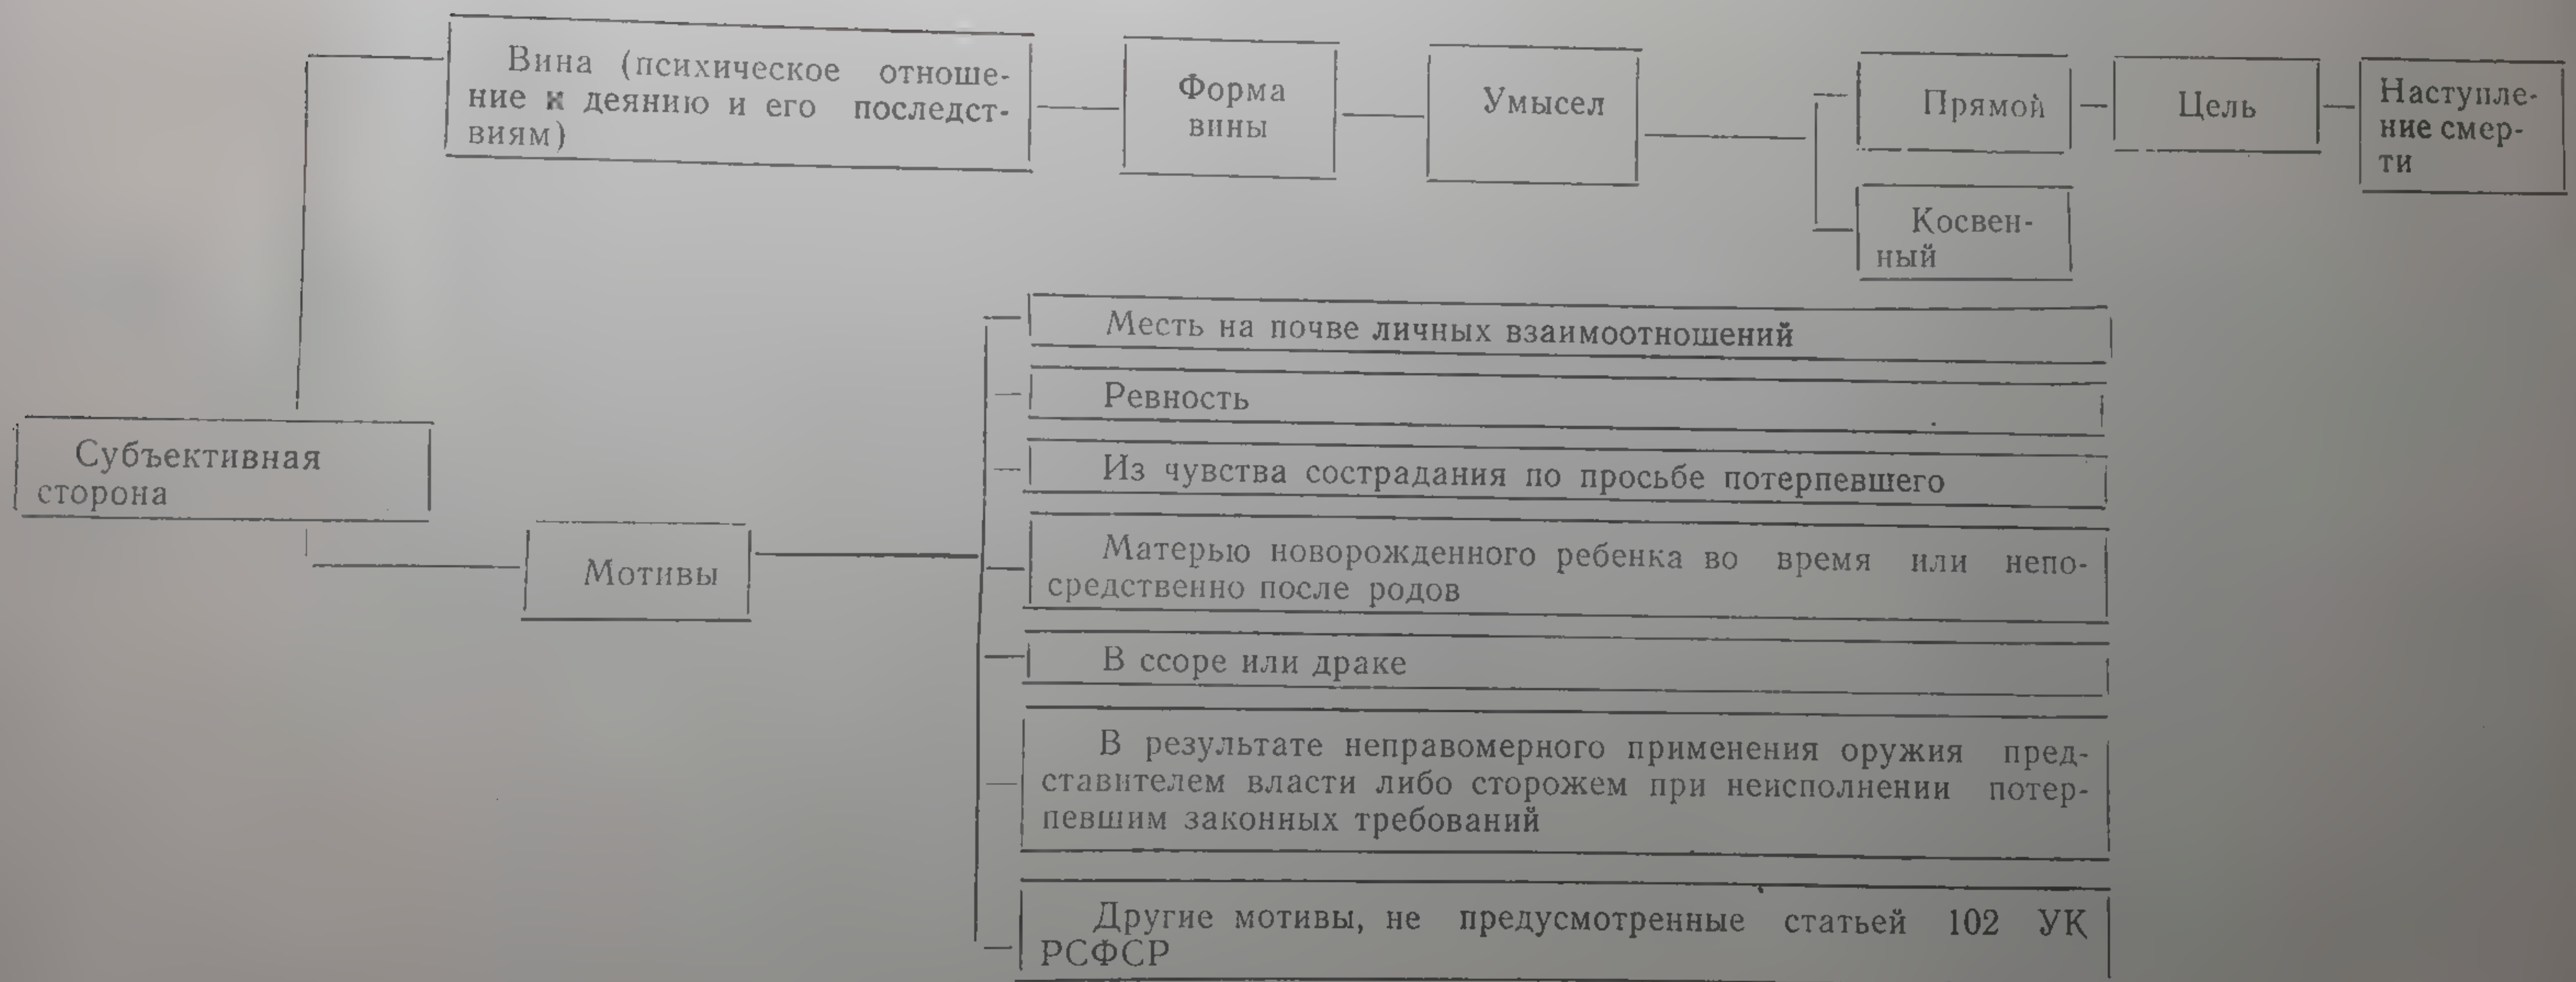 Вина (психическое отноше-
ние к деянию и его последст-
виям)
Форма
вины
Умысел
Прямой
Цель
Наступле-
ние смер-
ти
Косвен-
ный
Субъективная
сторона
Мотивы
Месть на почве личных взаимоотношений
Ревность
Из чувства сострадания по просьбе потерпевшего
Матерью новорожденного ребенка во время или непо-
средственно после родов
В ссоре или драке
В результате неправомерного применения оружия пред-
ставителем власти либо сторожем при неисполнении потер-
певшим законных требований
Другие мотивы, не предусмотренные статьей 102 УК
РСФСР